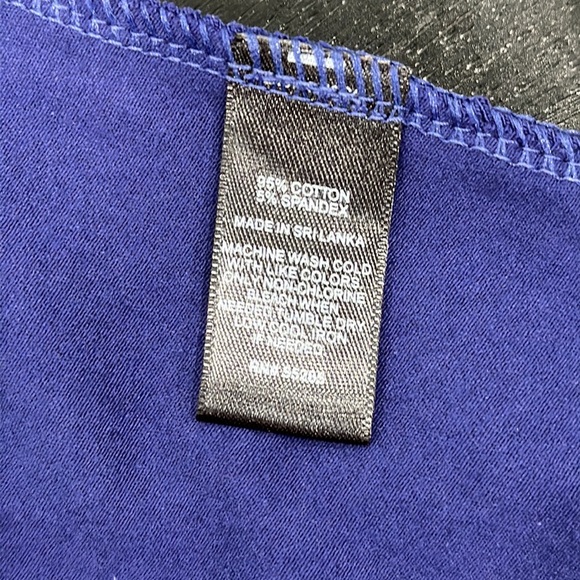 95% COTTON
5% SPANDEX
MADE IN SRI LANKA
MACHINE WASH COLD
WITH LIKE COLORS.
ONLY NON-CHLORINE
BLEACH WHEN
NEEDED TUMBLE DRY
LOW COOL IRON
IF NEEDED
RN#